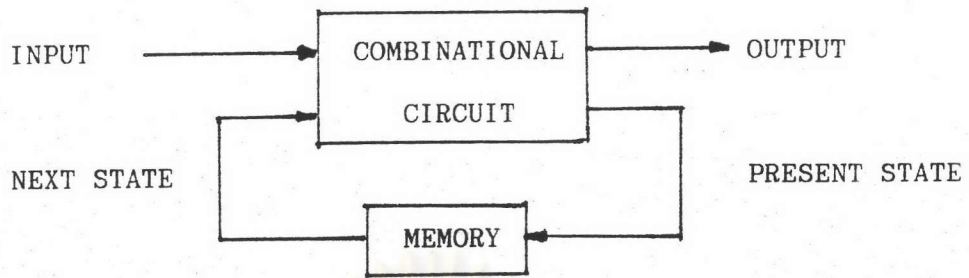 INPUT
COMBINATIONAL
CIRCUIT
OUTPUT
NEXT STATE
PRESENT STATE
MEMORY